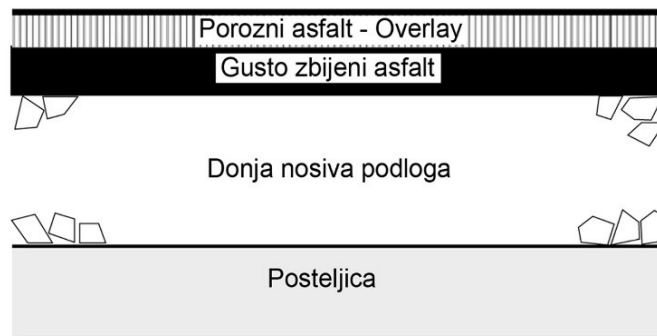 Porozni asfalt - Overlay
Gusto zbijeni asfalt
Donja nosiva podloga
Posteljica